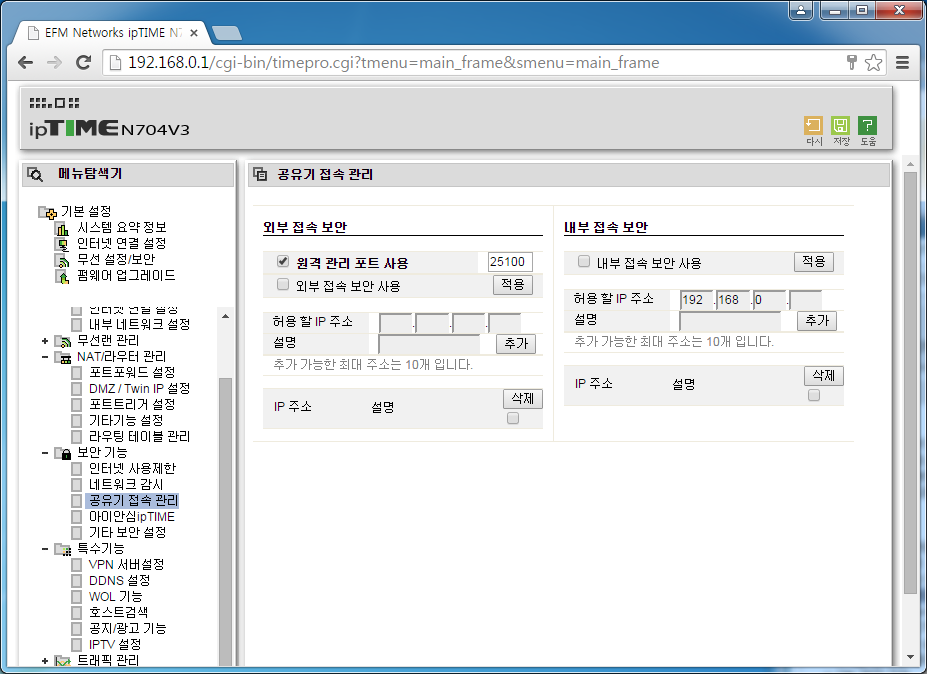 EFM Networks ipTIME N7
192.168.0.1/cgi-bin/timepro.cgi?tmenu=main_frame&smenu=main_frame
ipTIME N704V3
다시 저장 도움
메뉴탐색기
기본 설정
시스템 요약 정보
인터넷 연결 설정
무선 설정/보안
펌웨어 업그레이드
인터넷 연결 설정
내부 네트워크 설정
무선랜 관리
NAT/라우터 관리
포트포워드 설정
DMZ / Twin IP 설정
포트트리거 설정
기타기능 설정
라우팅 테이블 관리
보안 기능
인터넷 사용제한
네트워크 감시
공유기 접속 관리
아이안심ipTIME
기타 보안 설정
특수기능
VPN 서버설정
DDNS 설정
WOL 기능
호스트검색
공지/광고 기능
IPTV 설정
트래픽 관리
공유기 접속 관리
외부 접속 보안
원격 관리 포트 사용 25100
외부 접속 보안 사용 적용
허용 할 IP 주소 . . .
설명 추가
추가 가능한 최대 주소는 10개 입니다.
IP 주소 설명 삭제
내부 접속 보안
내부 접속 보안 사용 적용
허용 할 IP 주소 192 .168 .0 .
설명 추가
추가 가능한 최대 주소는 10개 입니다.
IP 주소 설명 삭제